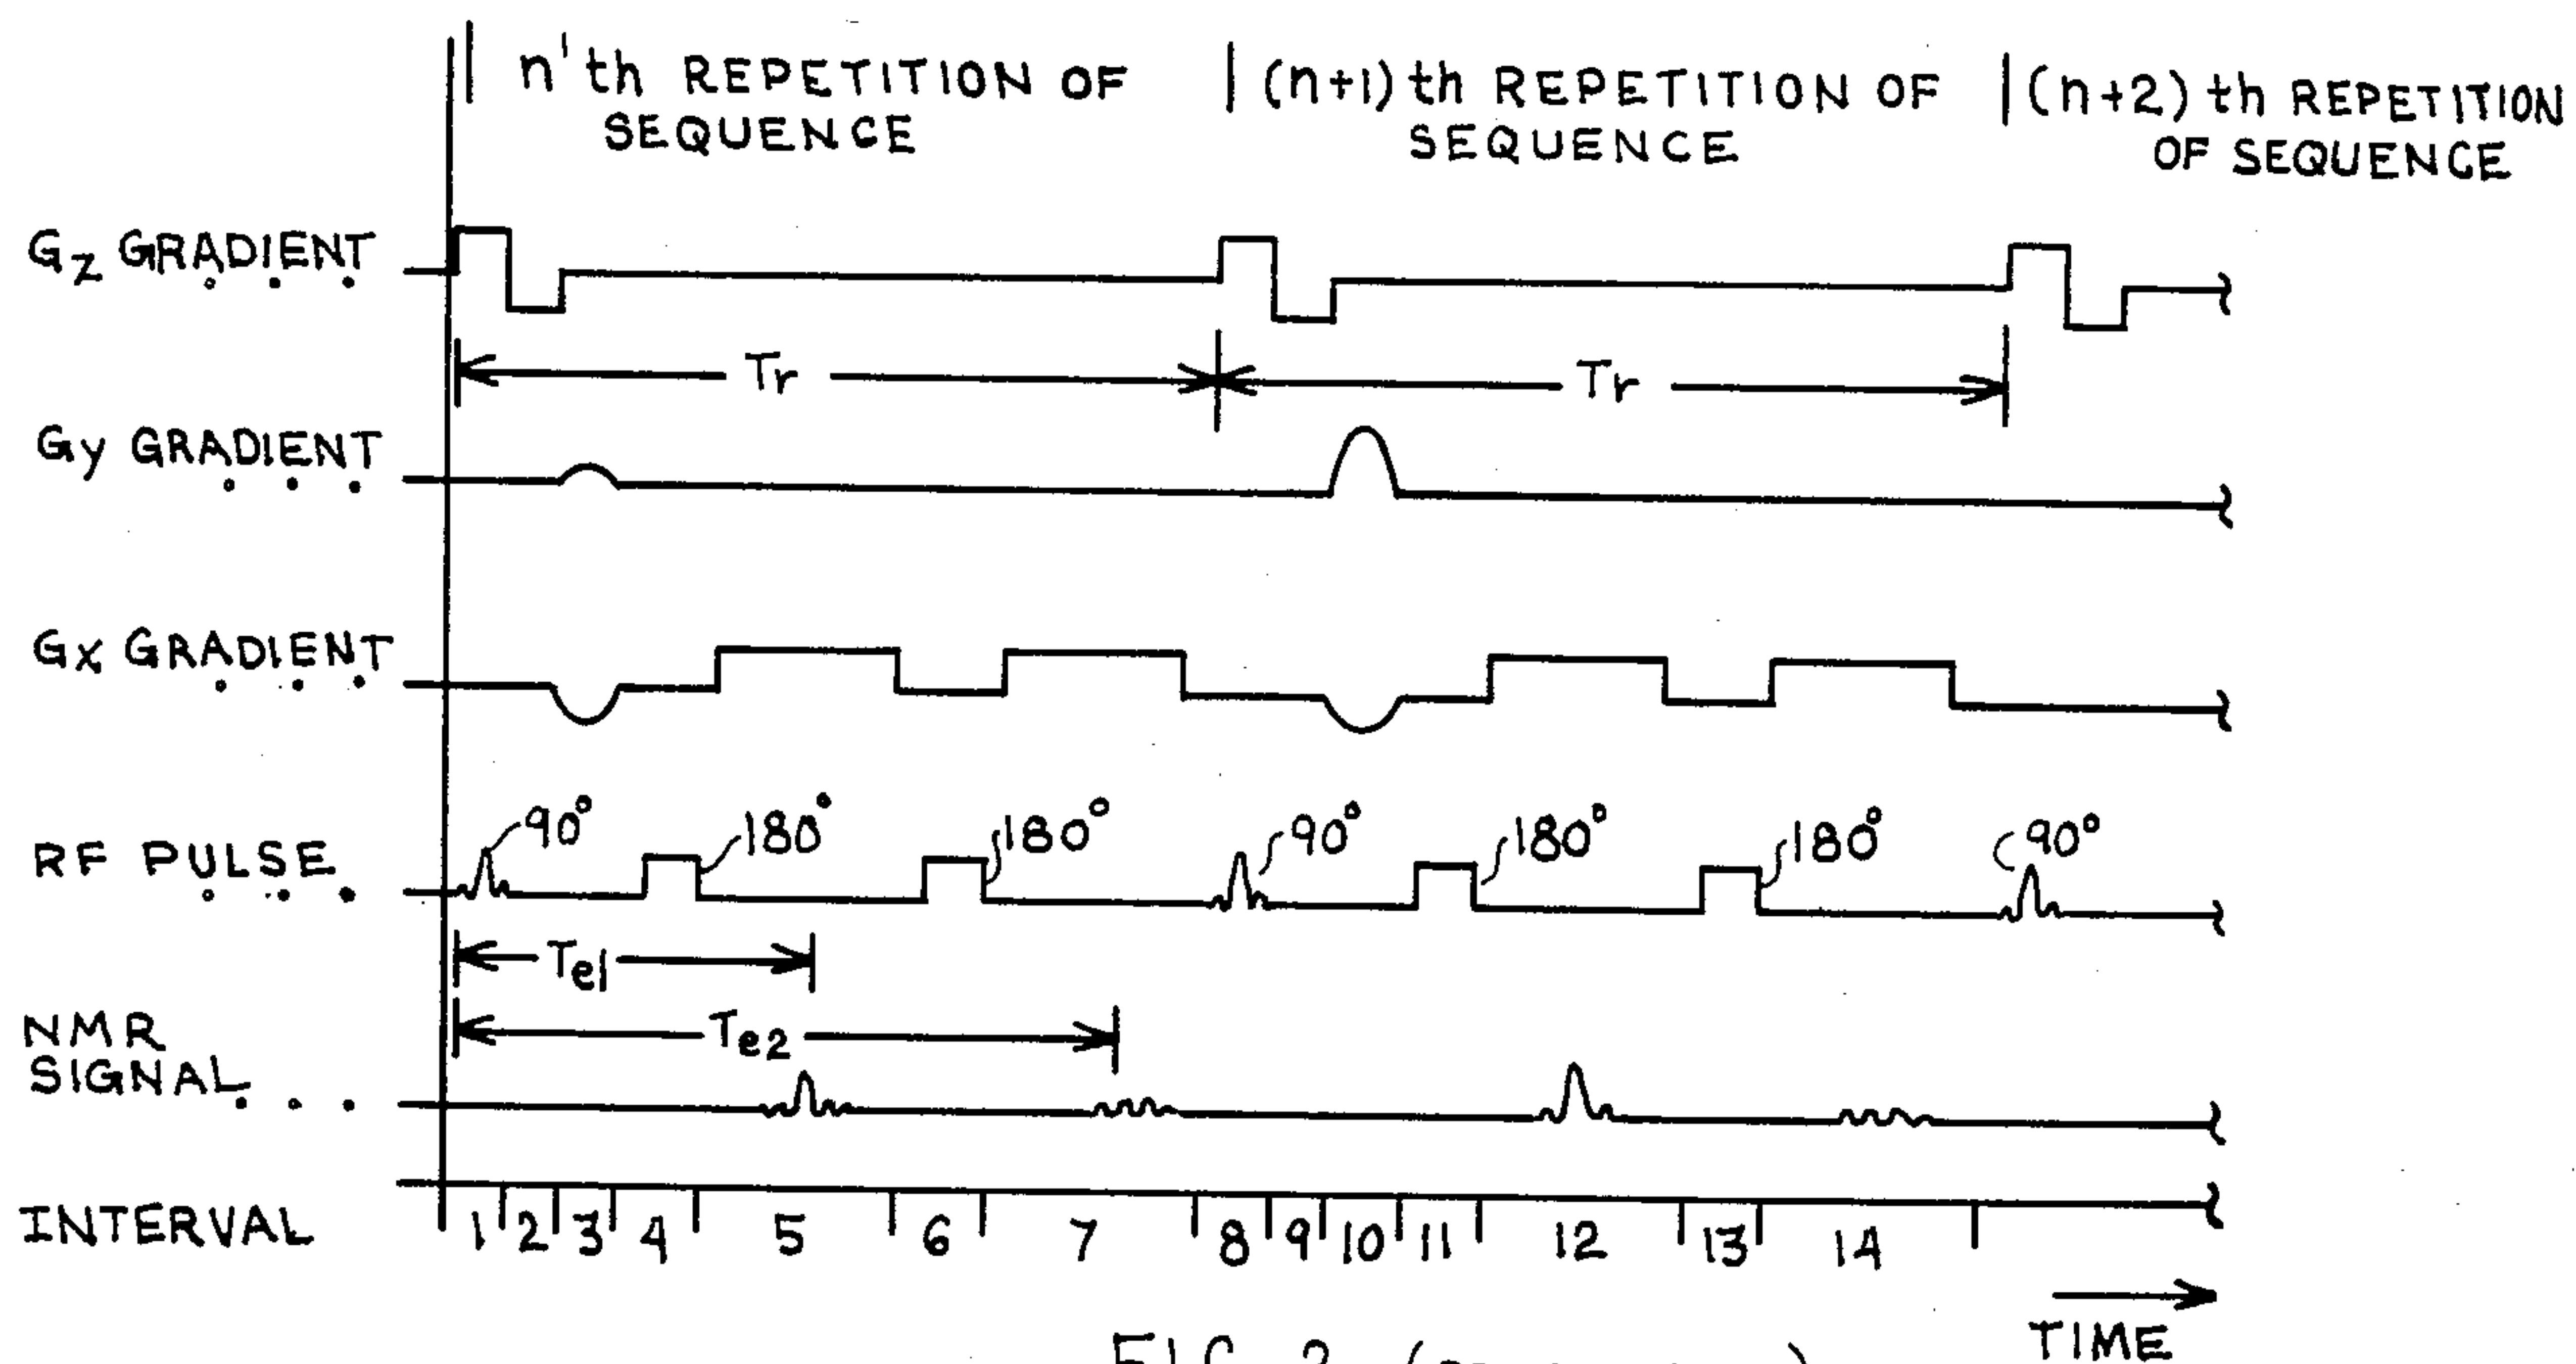 n'th REPETITION OF
SEQUENCE
(n+1)th REPETITION OF
SEQUENCE
(n+2)th REPETITION
OF SEQUENCE
Gz GRADIENT
Tr
Tr
Gy GRADIENT
Gx GRADIENT
RF PULSE
90°
180°
180°
90°
180°
180°
90°
Te1
Te2
NMR
SIGNAL
INTERVAL
1 2 3 4 5 6 7 8 9 10 11 12 13 14
TIME
FIG. 2